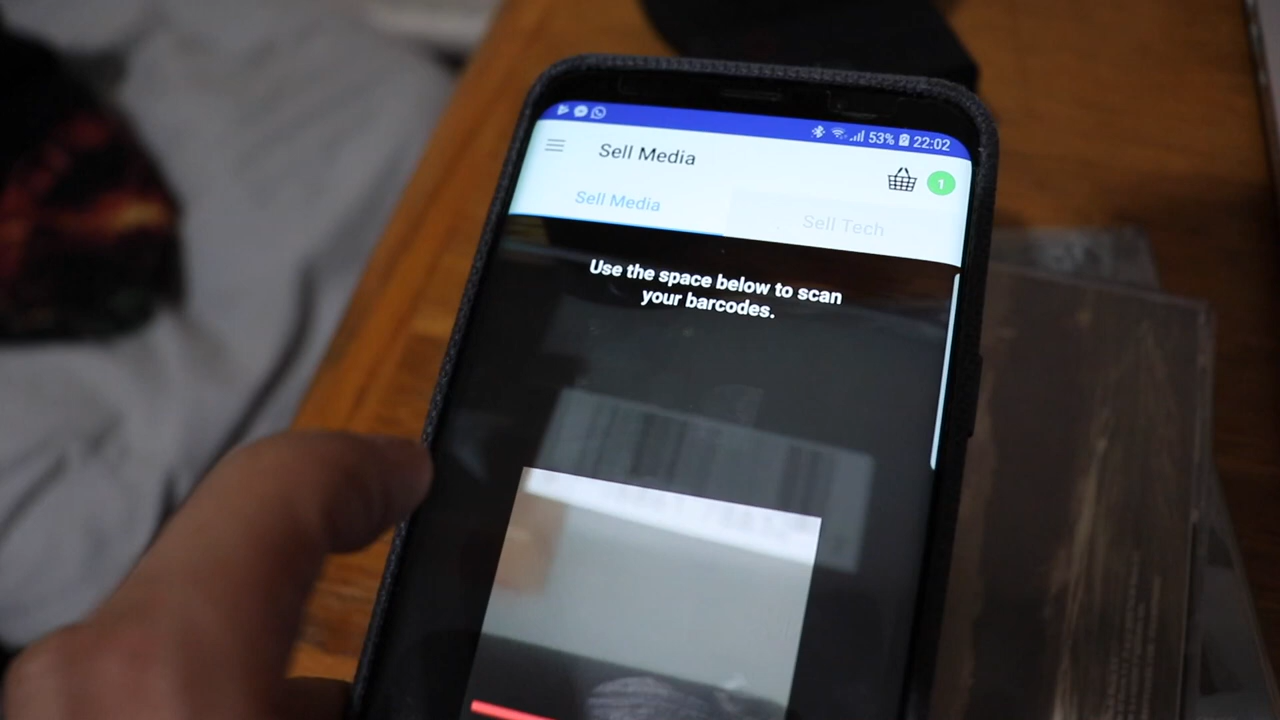 53% 22:02
Sell Media
1
Sell Media Sell Tech
Use the space below to scan
your barcodes.